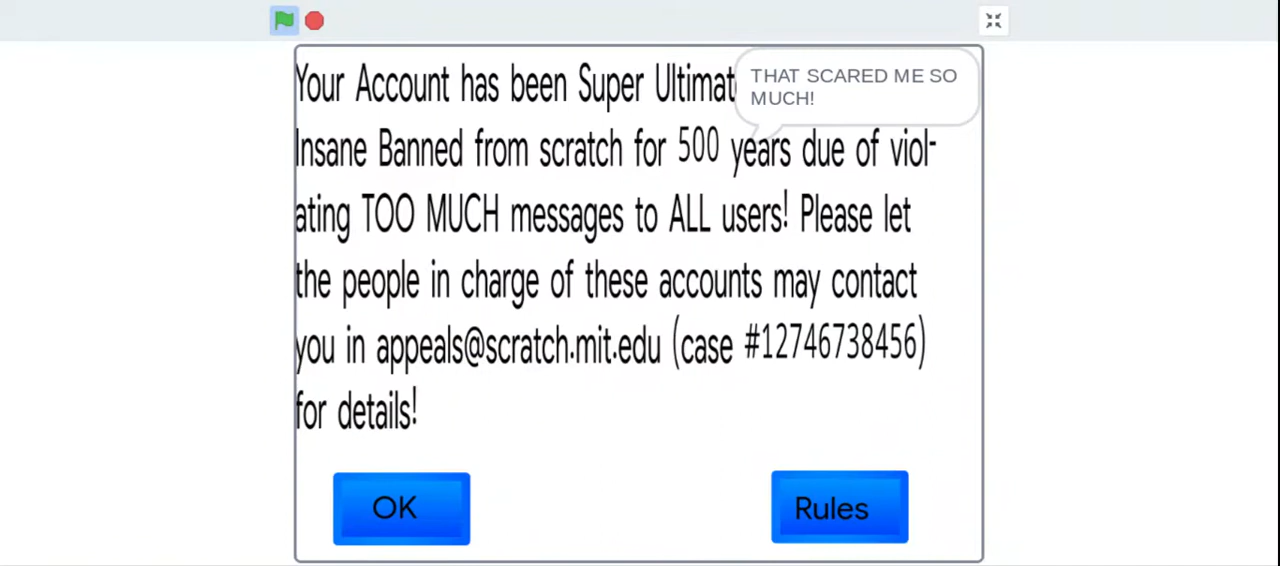 Your Account has been Super Ultimat
THAT SCARED ME SO
MUCH!
Insane Banned from scratch for 500 years due of viol-
ating TOO MUCH messages to ALL users! Please let
the people in charge of these accounts may contact
you in appeals@scratch.mit.edu (case #12746738456)
for details!
OK
Rules